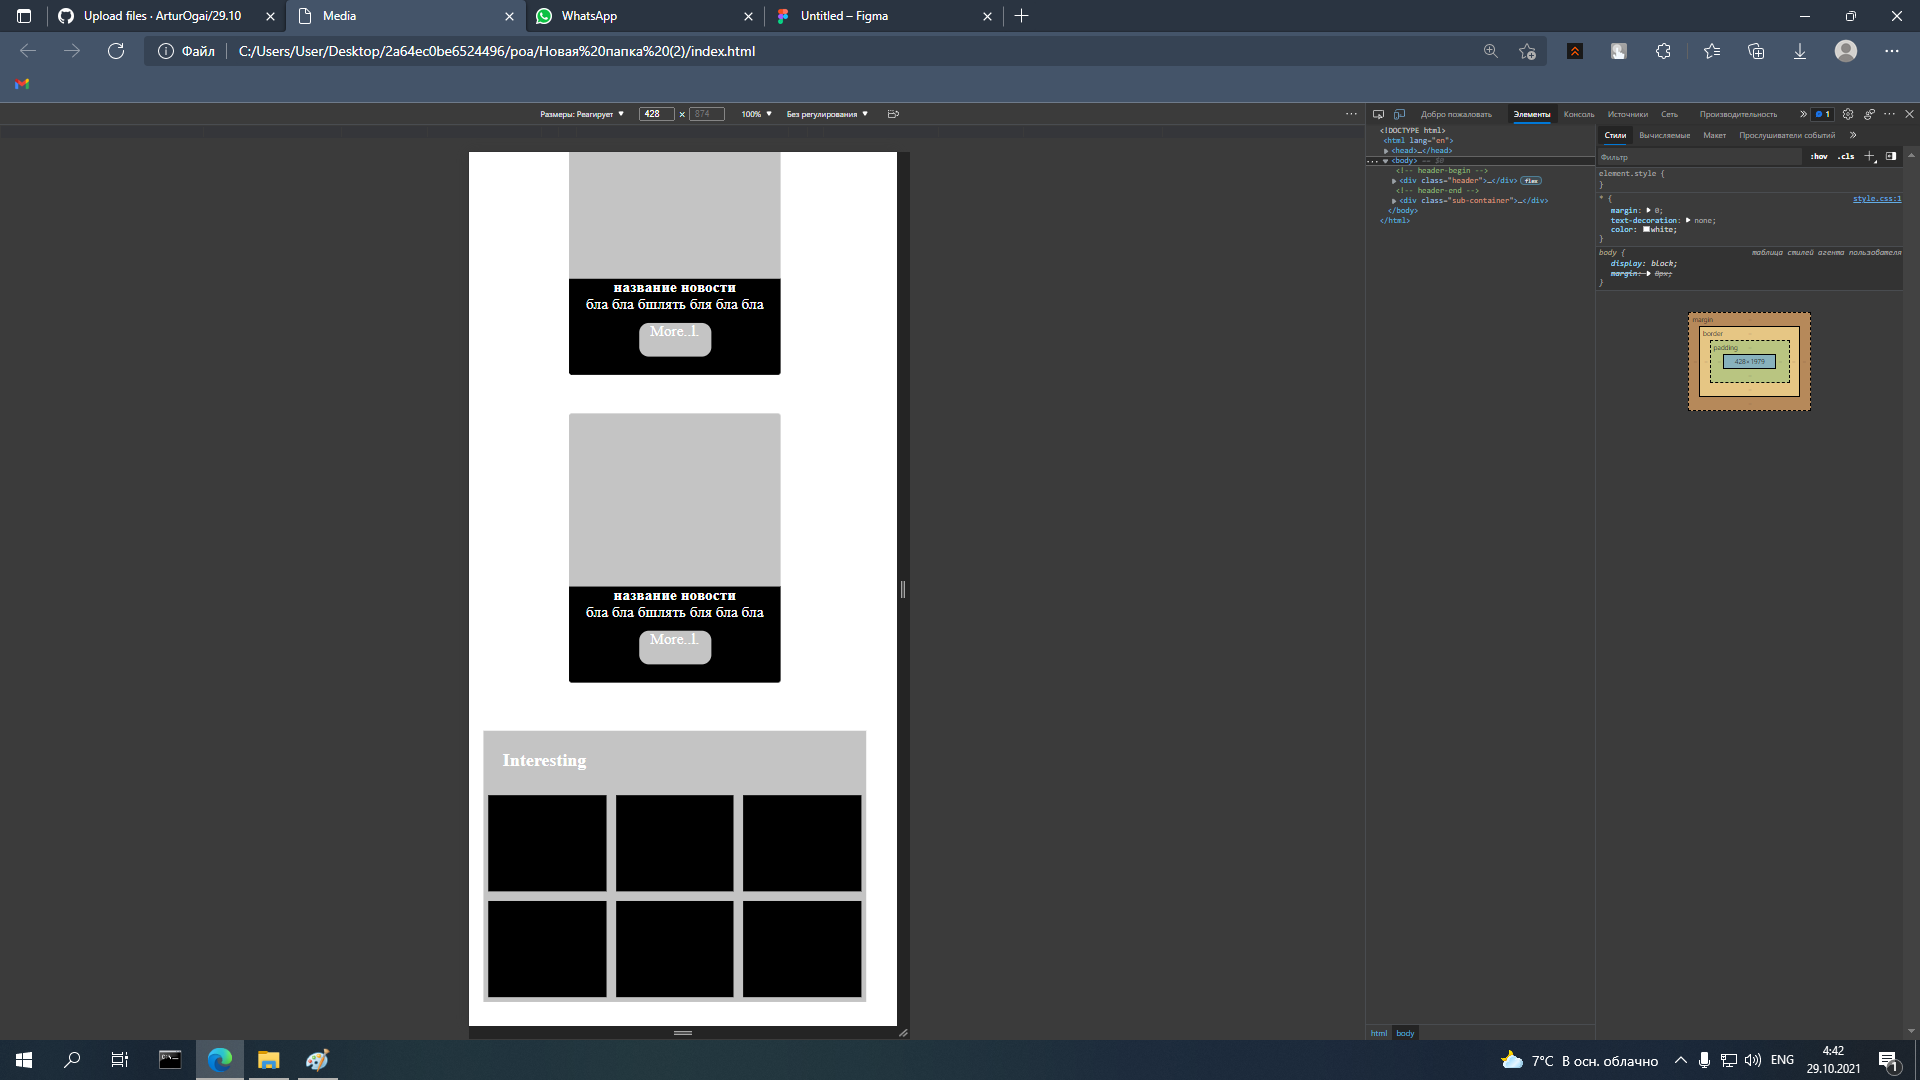 Upload files · ArturOgai/29.10
Media
WhatsApp
Untitled – Figma
Файл
C:/Users/User/Desktop/2a64ec0be6524496/poa/Новая%20папка%20(2)/index.html
Размеры: Реагирует
428 × 874
100%
Без регулирования
название новости
бла бла бшлять бля бла бла
More...
название новости
бла бла бшлять бля бла бла
More...
Interesting
Добро пожаловать
Элементы
Консоль
Источники
Сеть
Производительность
1
<!DOCTYPE html>
<html lang="en">
<head>…</head>
<body> == $0
<!-- header-begin -->
<div class="header">…</div> flex
<!-- header-end -->
<div class="sub-container">…</div>
</body>
</html>
html
body
Стили
Вычисляемые
Макет
Прослушиватели событий
Фильтр
:hov
.cls
element.style {
}
* {
style.css:1
margin: 0;
text-decoration: none;
color: white;
}
body {
таблица стилей агента пользователя
display: block;
margin: 8px;
}
margin
border
padding
428×1979
7°C В осн. облачно
ENG
4:42
29.10.2021
1